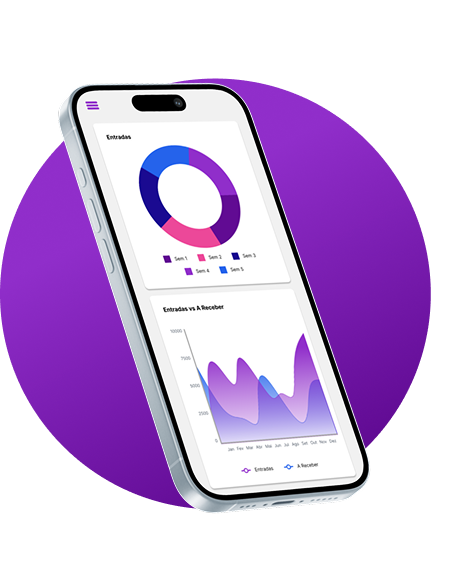 Entradas
Sem 1 Sem 2 Sem 3
Sem 4 Sem 5
Entradas vs A Receber
10000
7500
5000
2500
0
Jan Fev Mar Abr Mai Jun Jul Ago Set Out Nov Dez
Entradas A Receber